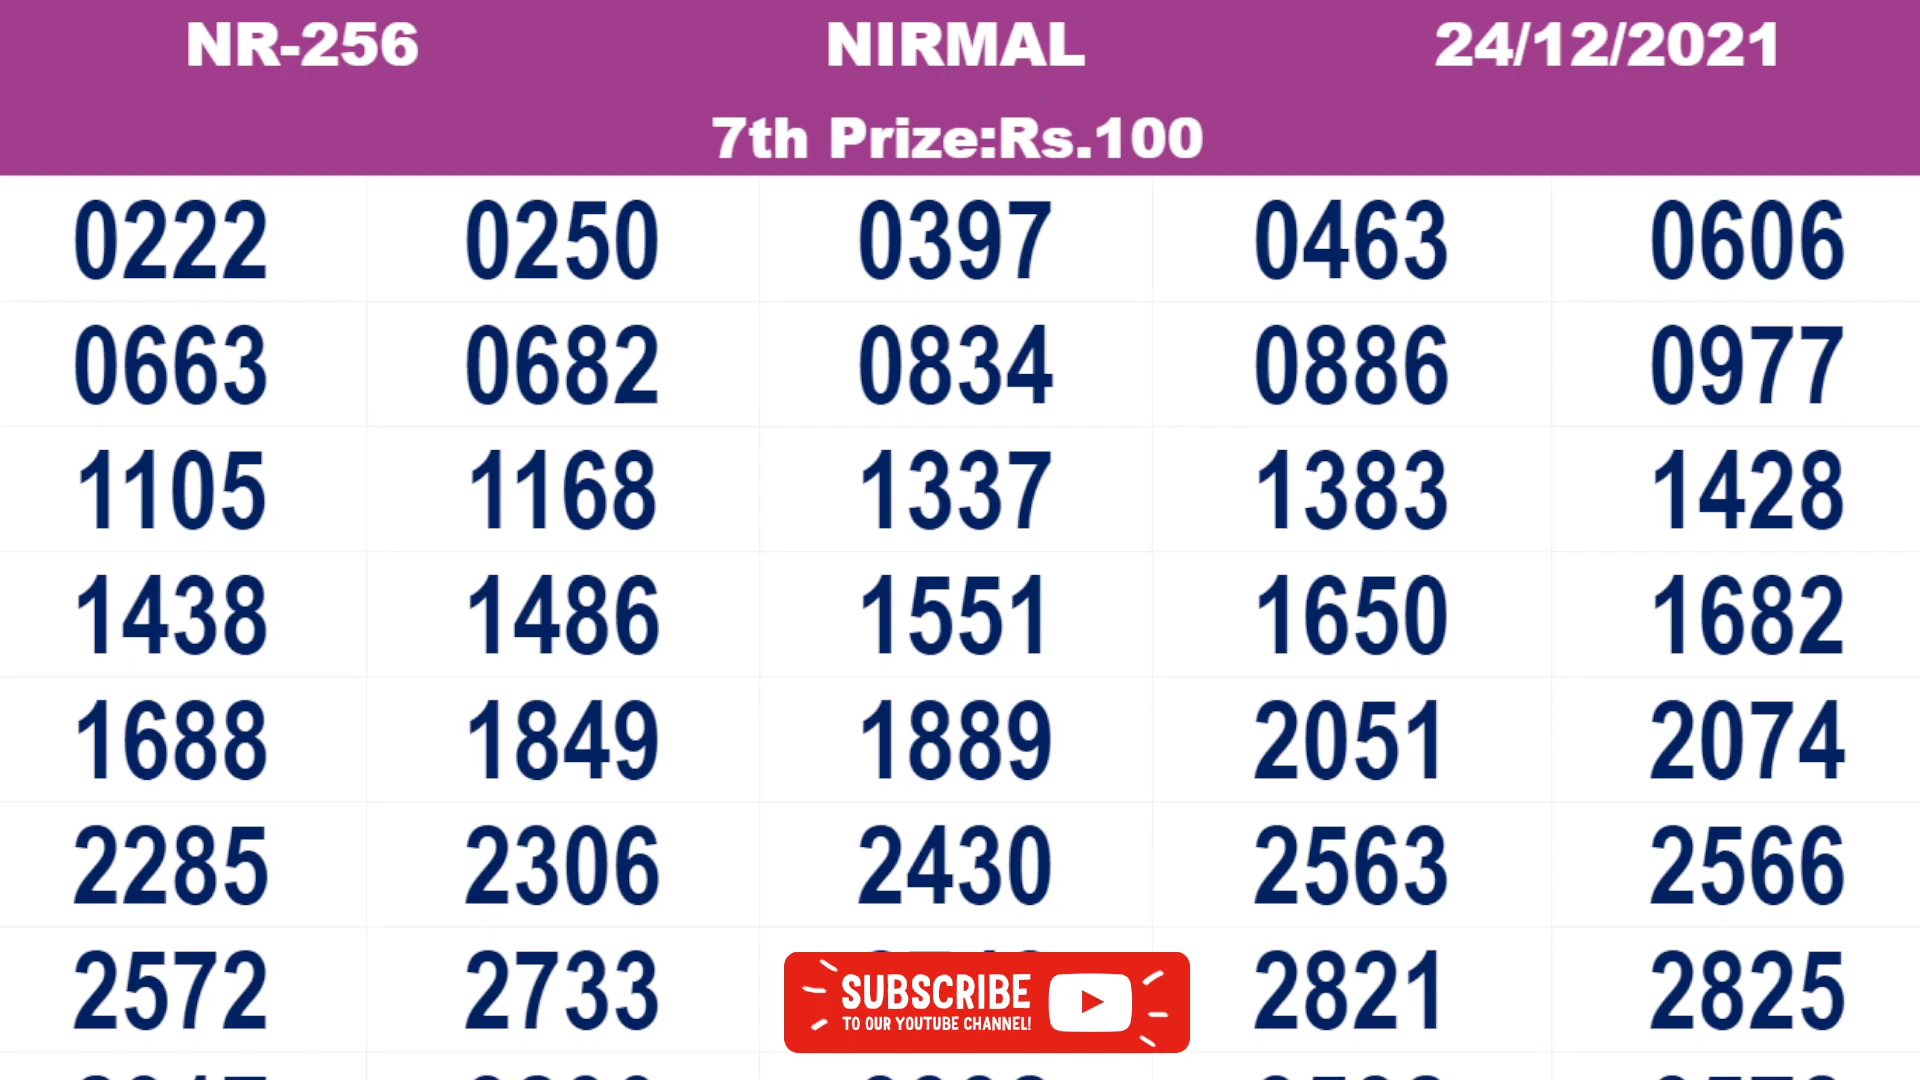 NR-256 NIRMAL 24/12/2021
7th Prize:Rs.100
0222 0250 0397 0463 0606
0663 0682 0834 0886 0977
1105 1168 1337 1383 1428
1438 1486 1551 1650 1682
1688 1849 1889 2051 2074
2285 2306 2430 2563 2566
2572 2733 2821 2825
SUBSCRIBE
TO OUR YOUTUBE CHANNEL!